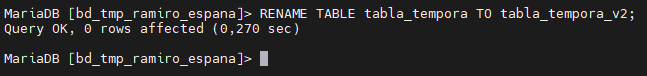 MariaDB [bd_tmp_ramiro_espana]> RENAME TABLE tabla_tempora TO tabla_tempora_v2;
Query OK, 0 rows affected (0,270 sec)
MariaDB [bd_tmp_ramiro_espana]>